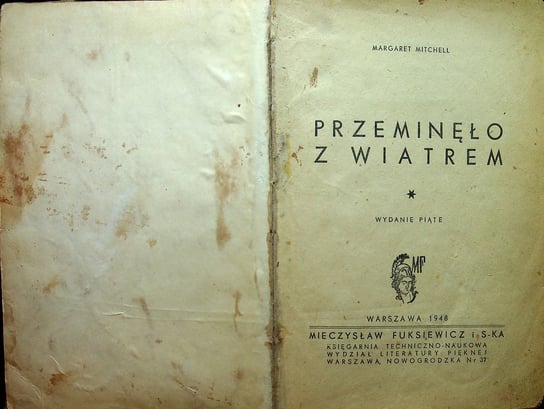 MARGARET MITCHELL
PRZEMINĘŁO
Z WIATREM
WYDANIE PIĄTE
MF
WARSZAWA 1948
MIECZYSŁAW FUKSIEWICZ i S-KA
KSIĘGARNIA TECHNICZNO-NAUKOWA
WYDZIAŁ LITERATURY PIĘKNEJ
WARSZAWA, NOWOGRODZKA Nr 37